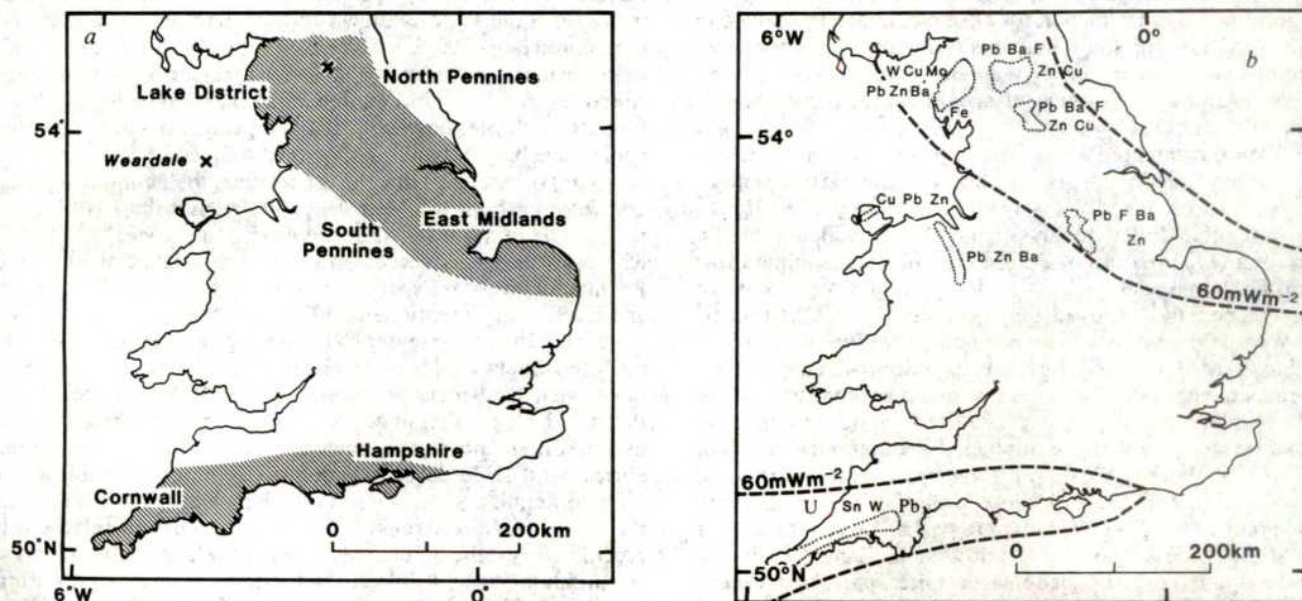 a
North Pennines
Lake District
54°
Weardale ×
East Midlands
South
Pennines
Hampshire
Cornwall
0 200km
50°N
6°W 0°
6°W 0° b
Pb Ba F
W Cu Mo Zn Cu
Pb Zn Ba
Fe Pb Ba F
54° Zn Cu
Cu Pb Zn
Pb F Ba
Zn
Pb Zn Ba
60mWm⁻²
60mWm⁻²
U Sn W Pb
0 200km
50°N